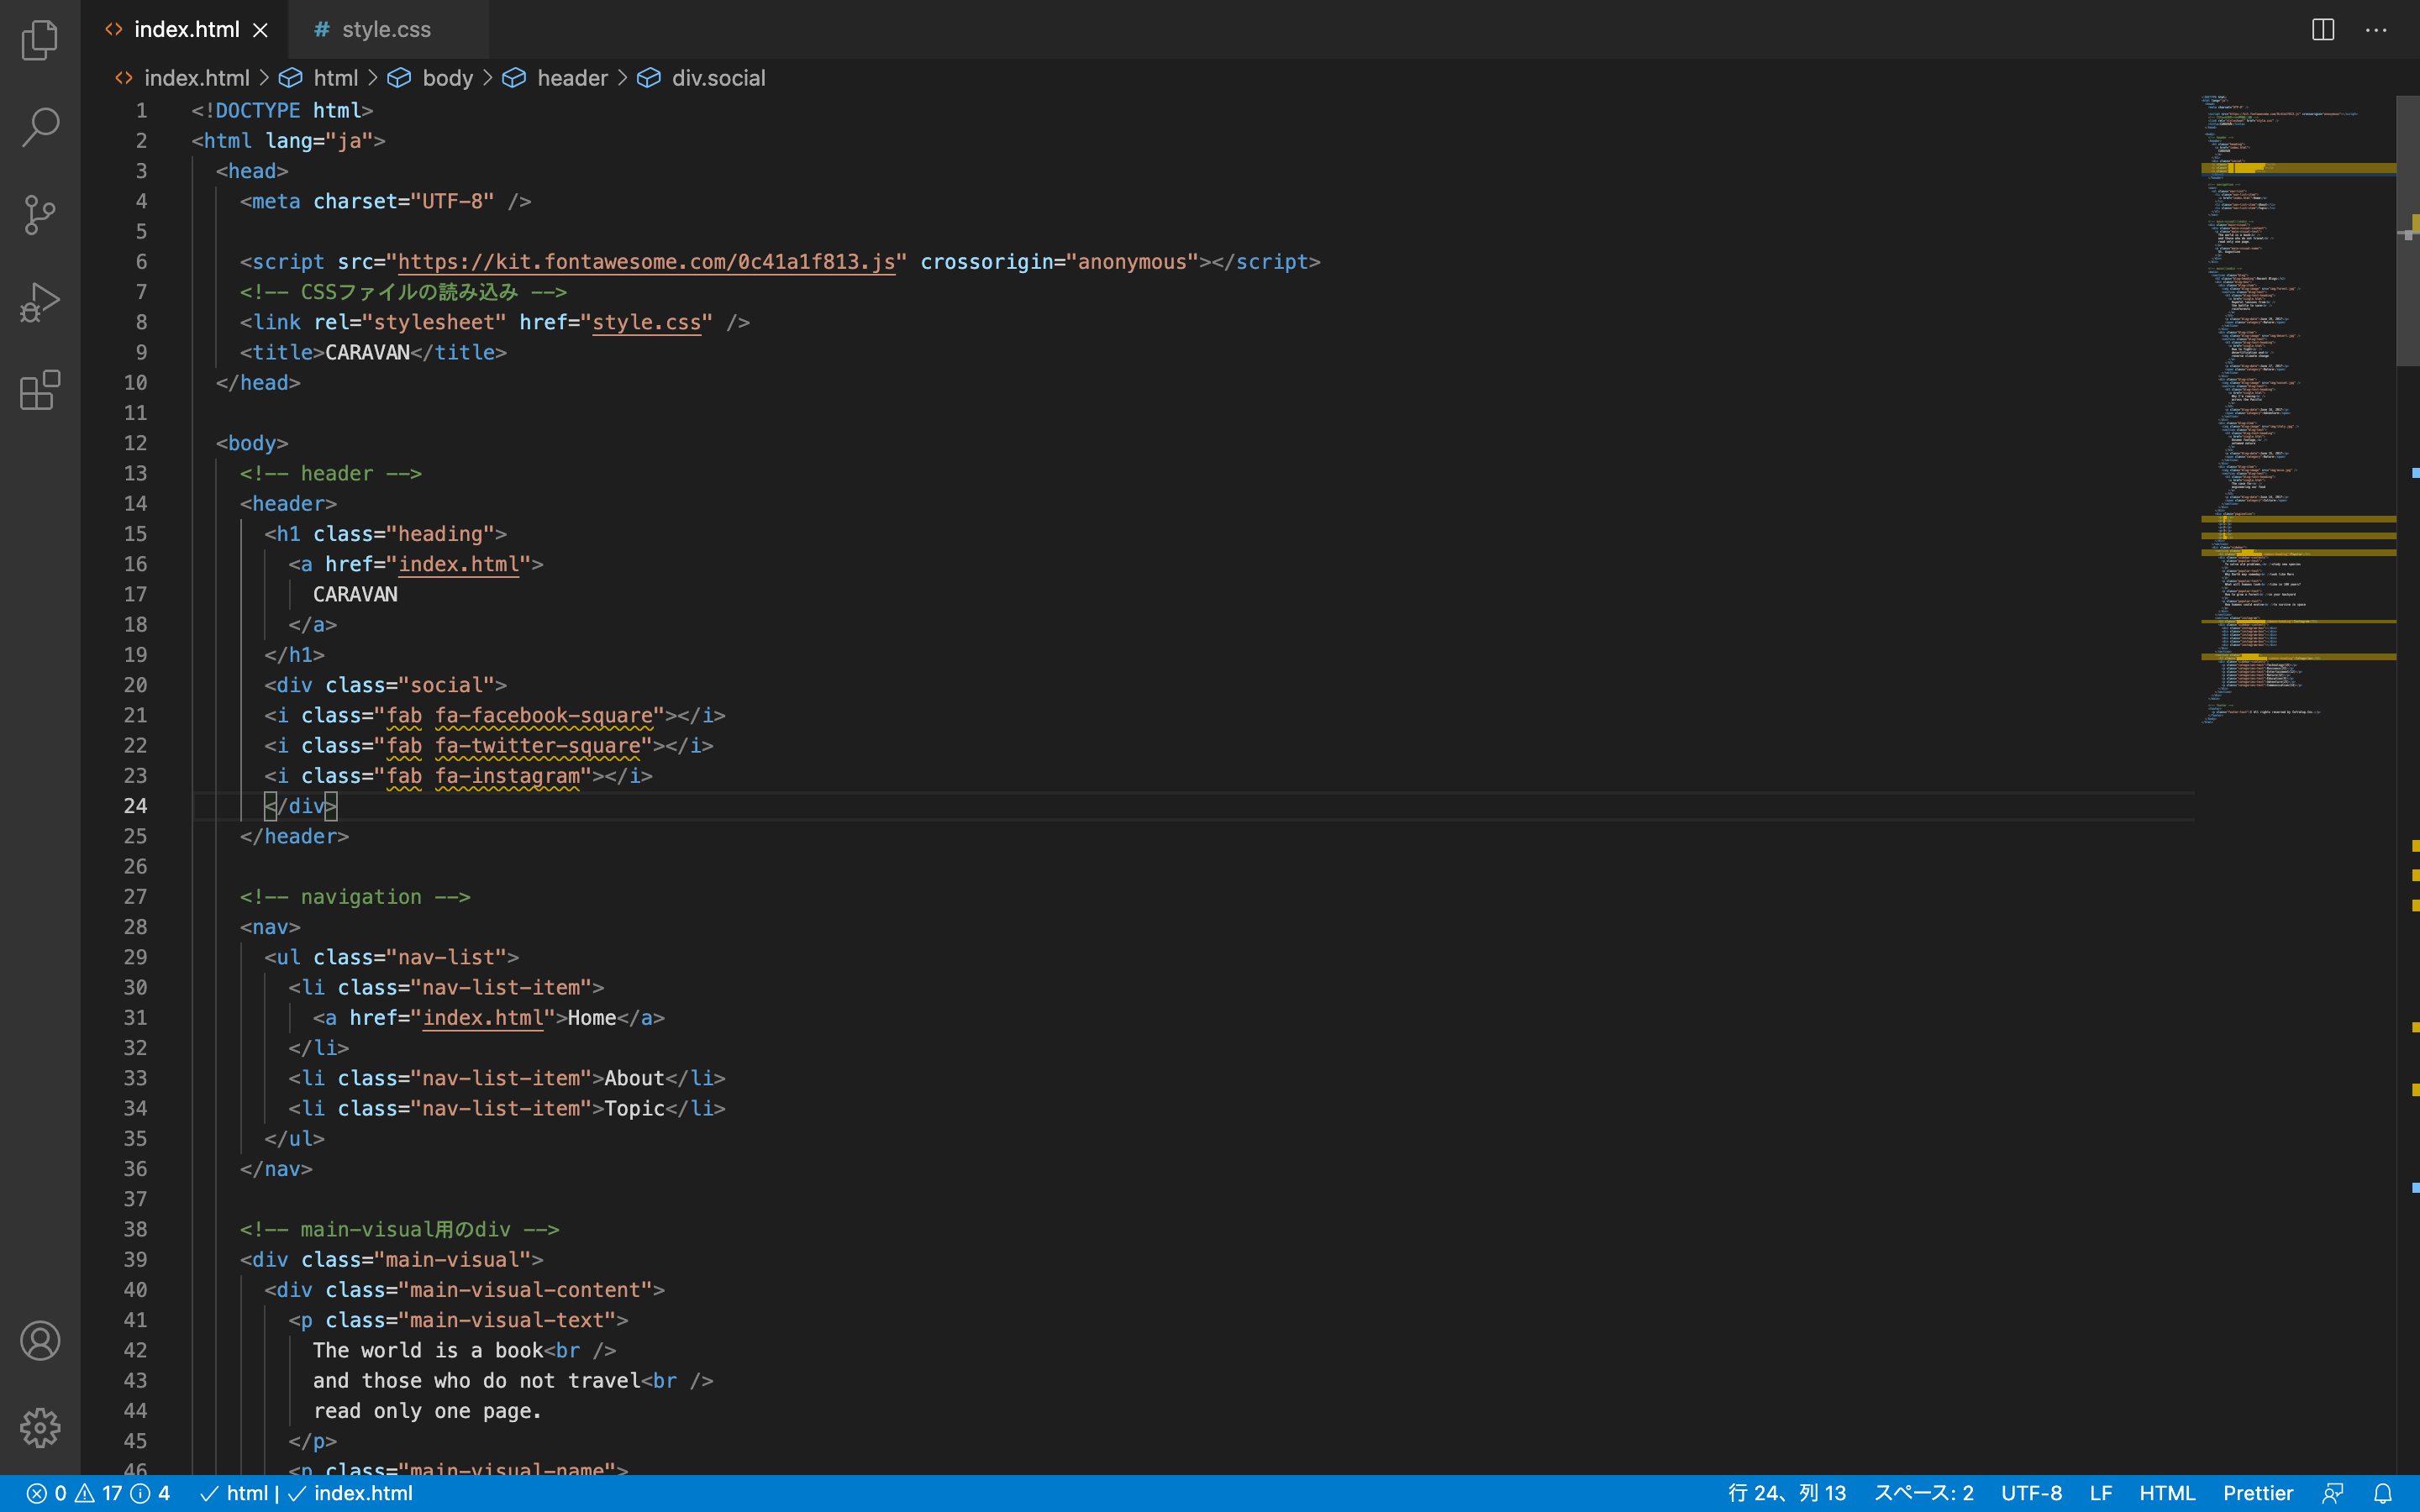 index.html
style.css
index.html > html > body > header > div.social
1 <!DOCTYPE html>
2 <html lang="ja">
3 <head>
4 <meta charset="UTF-8" />
5
6 <script src="https://kit.fontawesome.com/0c41a1f813.js" crossorigin="anonymous"></script>
7 <!-- CSSファイルの読み込み -->
8 <link rel="stylesheet" href="style.css" />
9 <title>CARAVAN</title>
10 </head>
11
12 <body>
13 <!-- header -->
14 <header>
15 <h1 class="heading">
16 <a href="index.html">
17 CARAVAN
18 </a>
19 </h1>
20 <div class="social">
21 <i class="fab fa-facebook-square"></i>
22 <i class="fab fa-twitter-square"></i>
23 <i class="fab fa-instagram"></i>
24 </div>
25 </header>
26
27 <!-- navigation -->
28 <nav>
29 <ul class="nav-list">
30 <li class="nav-list-item">
31 <a href="index.html">Home</a>
32 </li>
33 <li class="nav-list-item">About</li>
34 <li class="nav-list-item">Topic</li>
35 </ul>
36 </nav>
37
38 <!-- main-visual用のdiv -->
39 <div class="main-visual">
40 <div class="main-visual-content">
41 <p class="main-visual-text">
42 The world is a book<br />
43 and those who do not travel<br />
44 read only one page.
45 </p>
46 <p class="main-visual-name">
0 17 4 html | index.html 行 24、列 13 スペース: 2 UTF-8 LF HTML Prettier